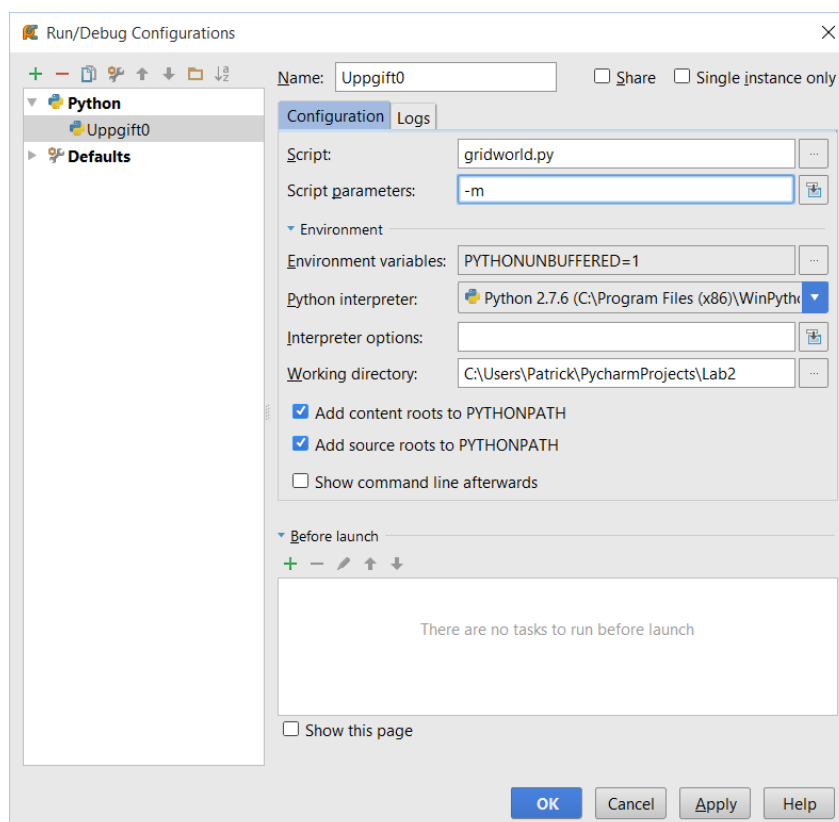 Run/Debug Configurations
Name: Uppgift0 Share Single instance only
Python
Uppgift0
Defaults
Configuration Logs
Script: gridworld.py ...
Script parameters: -m
Environment
Environment variables: PYTHONUNBUFFERED=1 ...
Python interpreter: Python 2.7.6 (C:\Program Files (x86)\WinPytho
Interpreter options:
Working directory: C:\Users\Patrick\PycharmProjects\Lab2 ...
Add content roots to PYTHONPATH
Add source roots to PYTHONPATH
Show command line afterwards
Before launch
There are no tasks to run before launch
Show this page
OK Cancel Apply Help